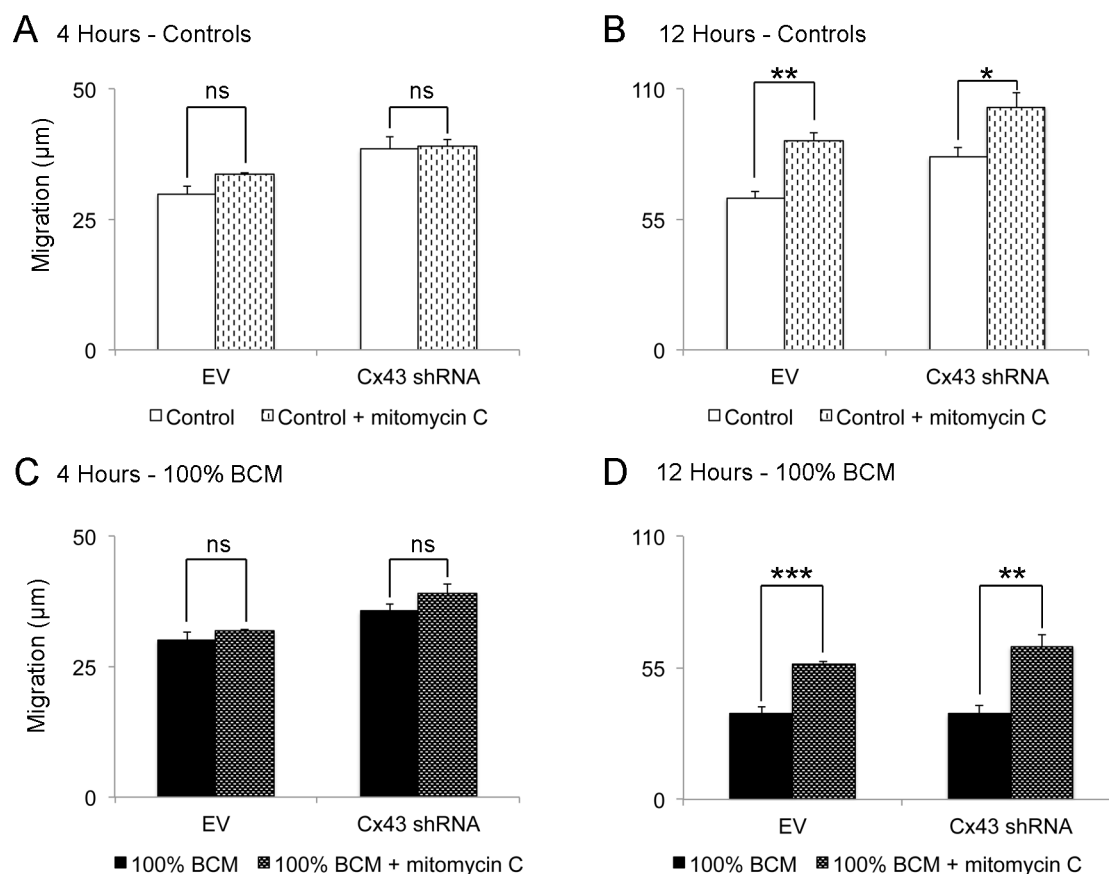 A 4 Hours - Controls
B 12 Hours - Controls
Migration (µm)
50
25
0
ns
ns
EV
Cx43 shRNA
Control
Control + mitomycin C
110
55
0
**
*
EV
Cx43 shRNA
Control
Control + mitomycin C
C 4 Hours - 100% BCM
D 12 Hours - 100% BCM
Migration (µm)
50
25
0
ns
ns
EV
Cx43 shRNA
100% BCM
100% BCM + mitomycin C
110
55
0
***
**
EV
Cx43 shRNA
100% BCM
100% BCM + mitomycin C